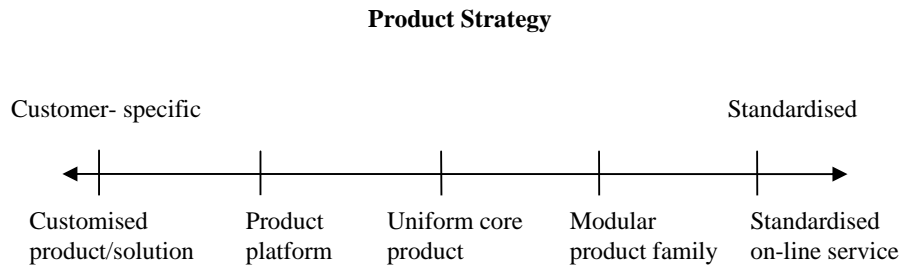 Product Strategy
Customer- specific
Standardised
Customised
product/solution
Product
platform
Uniform core
product
Modular
product family
Standardised
on-line service